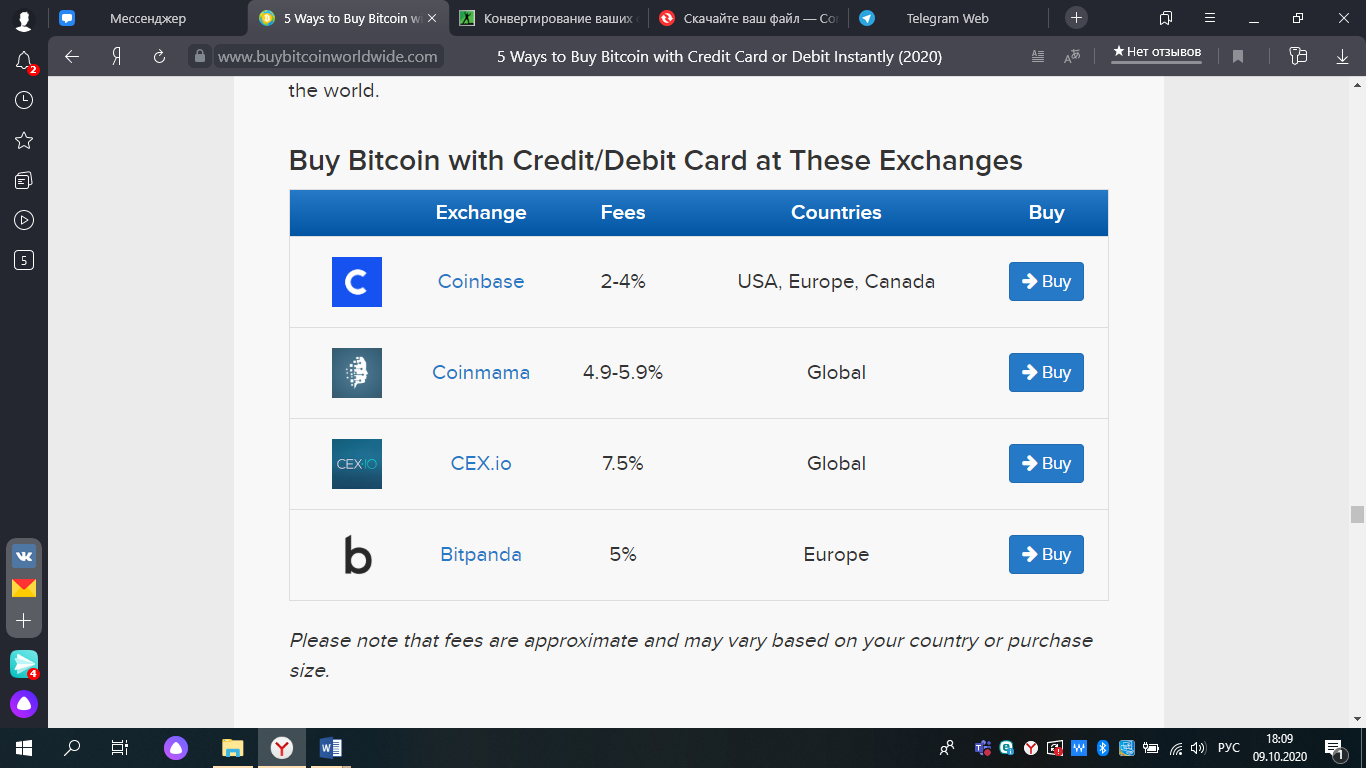 Мессенджер
5 Ways to Buy Bitcoin wi
Конвертирование ваших
Скачайте ваш файл — Co
Telegram Web
2
www.buybitcoinworldwide.com
5 Ways to Buy Bitcoin with Credit Card or Debit Instantly (2020)
★ Нет отзывов
the world.
Buy Bitcoin with Credit/Debit Card at These Exchanges
Exchange Fees Countries Buy
Coinbase 2-4% USA, Europe, Canada Buy
5
Coinmama 4.9-5.9% Global Buy
CEX.IO CEX.io 7.5% Global Buy
b Bitpanda 5% Europe Buy
Please note that fees are approximate and may vary based on your country or purchase
size.
4
РУС
18:09
09.10.2020
1